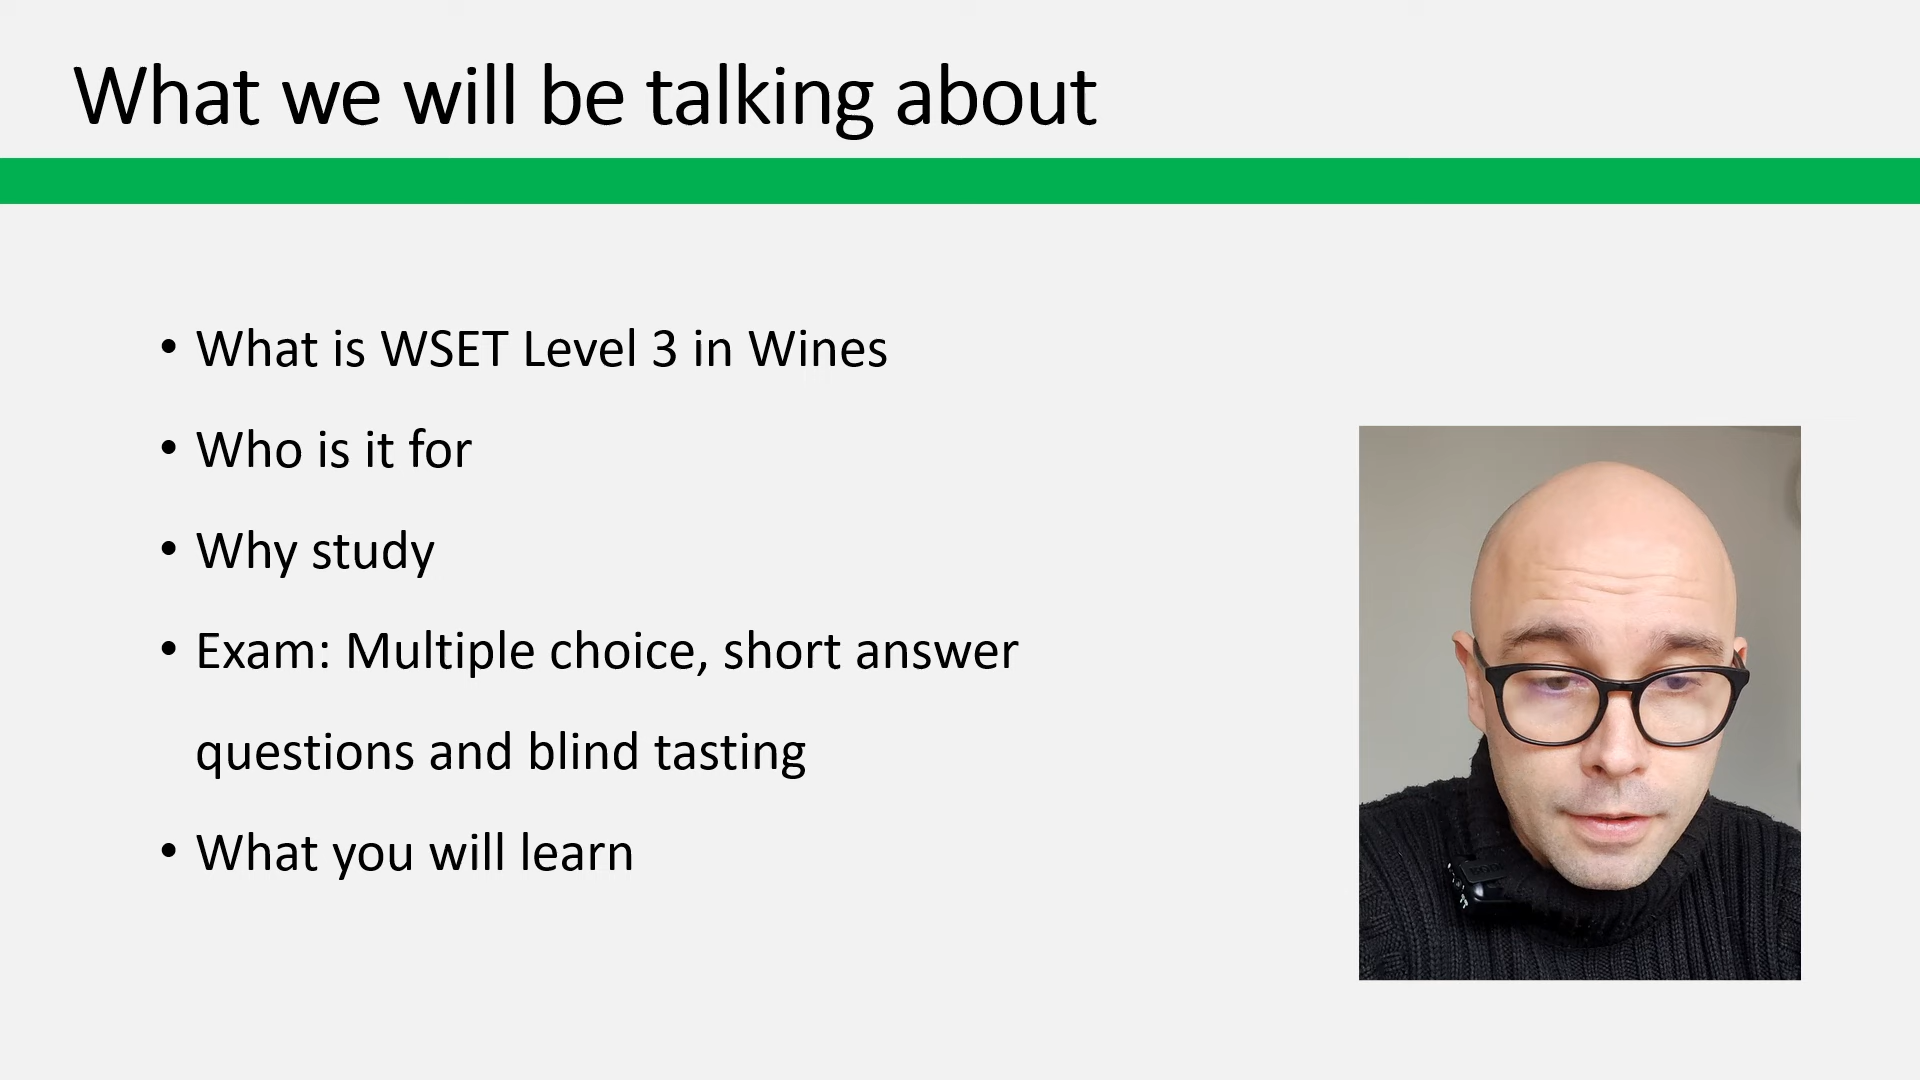 What we will be talking about
• What is WSET Level 3 in Wines
• Who is it for
• Why study
• Exam: Multiple choice, short answer
questions and blind tasting
• What you will learn